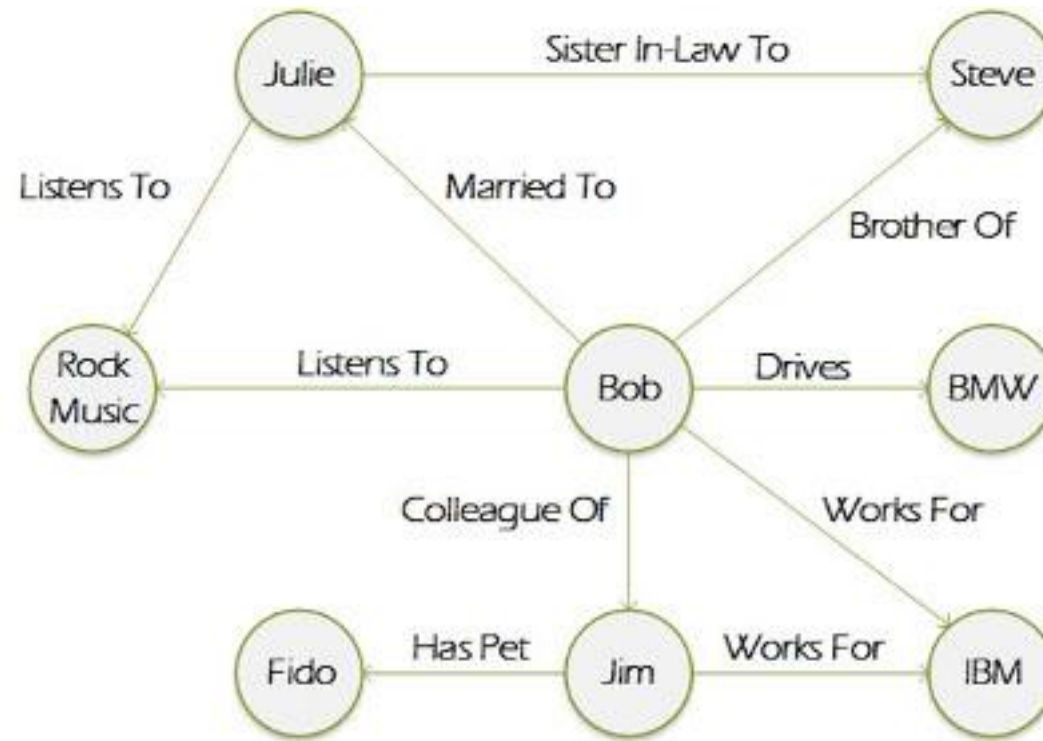 Sister In-Law To
Julie
Steve
Listens To
Married To
Brother Of
Rock
Music
Listens To
Bob
Drives
BMW
Colleague Of
Works For
Fido
Has Pet
Jim
Works For
IBM